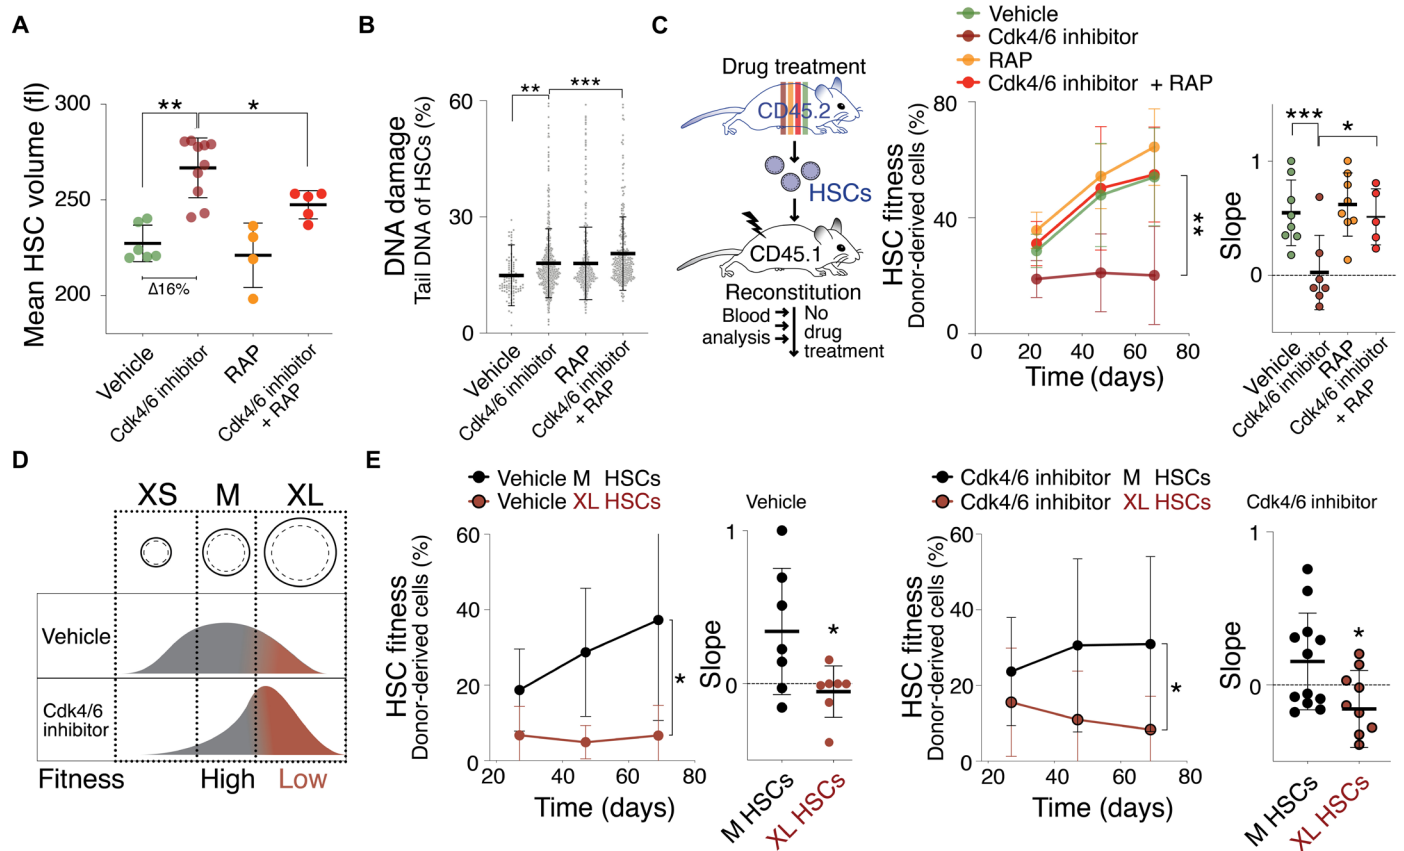 A
Mean HSC volume (fl)
300
250
200
**
*
Δ16%
Vehicle
Cdk4/6 inhibitor
RAP
Cdk4/6 inhibitor
+ RAP
B
DNA damage
Tail DNA of HSCs (%)
60
30
0
**
***
Vehicle
Cdk4/6 inhibitor
RAP
Cdk4/6 inhibitor
+ RAP
C
Drug treatment
CD45.2
HSCs
CD45.1
Reconstitution
Blood
analysis
No
drug
treatment
Vehicle
Cdk4/6 inhibitor
RAP
Cdk4/6 inhibitor + RAP
HSC fitness
Donor-derived cells (%)
80
40
0
0 20 40 60 80
Time (days)
**
Slope
1
0
***
*
Vehicle
Cdk4/6 inhibitor
RAP
Cdk4/6 inhibitor
+ RAP
D
XS M XL
Vehicle
Cdk4/6
inhibitor
Fitness High Low
E
Vehicle M HSCs
Vehicle XL HSCs
HSC fitness
Donor-derived cells (%)
60
40
20
0
20 40 60 80
Time (days)
*
Vehicle
Slope
1
0
*
M HSCs
XL HSCs
Cdk4/6 inhibitor M HSCs
Cdk4/6 inhibitor XL HSCs
HSC fitness
Donor-derived cells (%)
60
40
20
0
20 40 60 80
Time (days)
*
Cdk4/6 inhibitor
Slope
1
0
*
M HSCs
XL HSCs